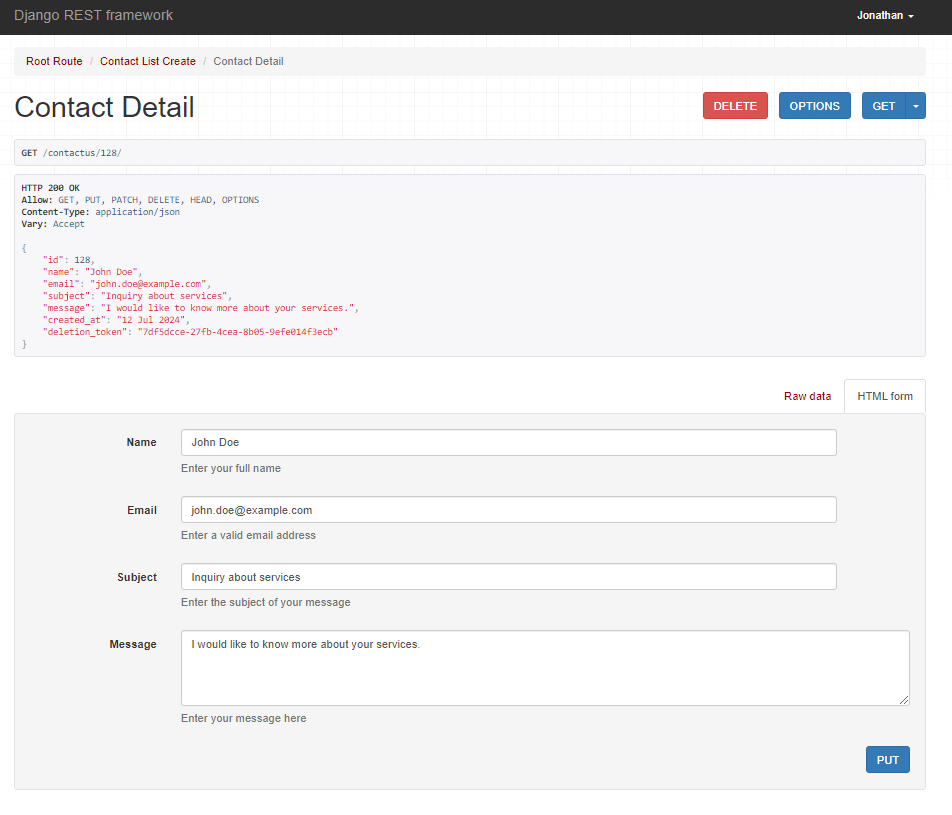 Django REST framework
Jonathan
Root Route / Contact List Create / Contact Detail
Contact Detail
DELETE
OPTIONS
GET
GET /contactus/128/
HTTP 200 OK
Allow: GET, PUT, PATCH, DELETE, HEAD, OPTIONS
Content-Type: application/json
Vary: Accept
{
    "id": 128,
    "name": "John Doe",
    "email": "john.doe@example.com",
    "subject": "Inquiry about services",
    "message": "I would like to know more about your services.",
    "created_at": "12 Jul 2024",
    "deletion_token": "7df5dcce-27fb-4cea-8b05-9efe014f3ecb"
}
Raw data
HTML form
Name
John Doe
Enter your full name
Email
john.doe@example.com
Enter a valid email address
Subject
Inquiry about services
Enter the subject of your message
Message
I would like to know more about your services.
Enter your message here
PUT